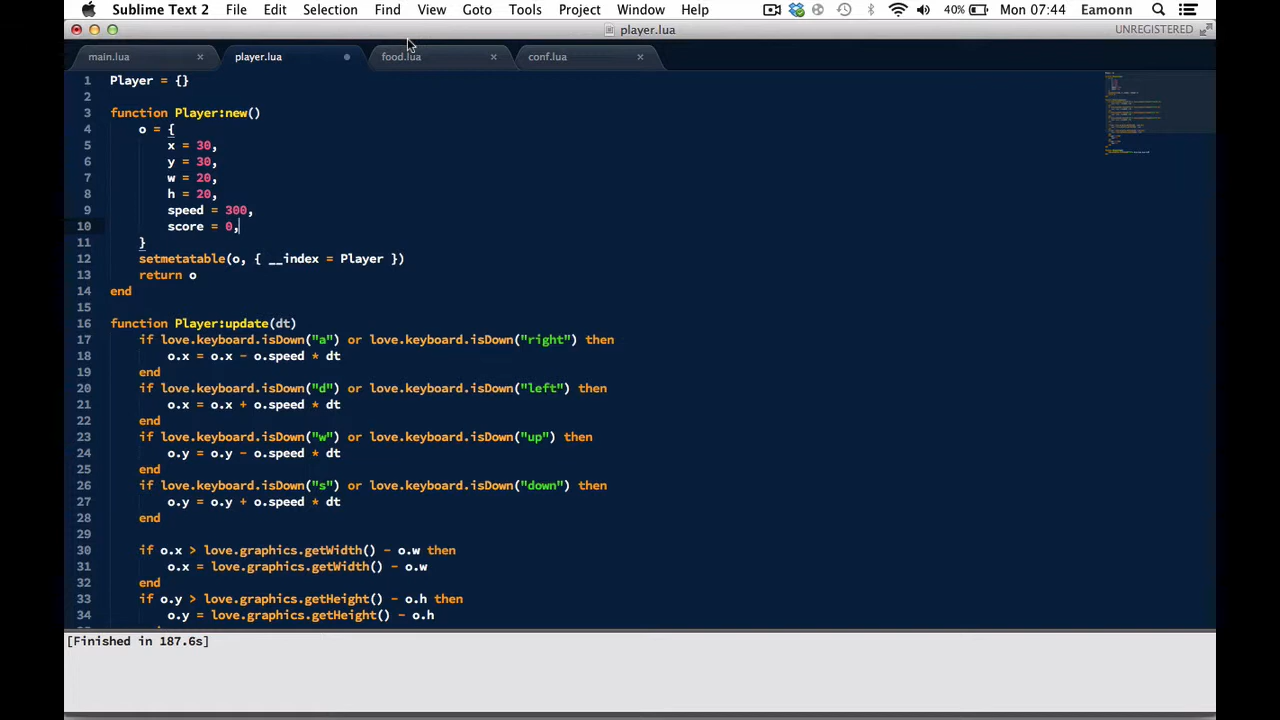 Sublime Text 2 File Edit Selection Find View Goto Tools Project Window Help 40% Mon 07:44 Eamonn
player.lua UNREGISTERED
main.lua player.lua food.lua conf.lua
1 Player = {}
2
3 function Player:new()
4 o = {
5 x = 30,
6 y = 30,
7 w = 20,
8 h = 20,
9 speed = 300,
10 score = 0,
11 }
12 setmetatable(o, { __index = Player })
13 return o
14 end
15
16 function Player:update(dt)
17 if love.keyboard.isDown("a") or love.keyboard.isDown("right") then
18 o.x = o.x - o.speed * dt
19 end
20 if love.keyboard.isDown("d") or love.keyboard.isDown("left") then
21 o.x = o.x + o.speed * dt
22 end
23 if love.keyboard.isDown("w") or love.keyboard.isDown("up") then
24 o.y = o.y - o.speed * dt
25 end
26 if love.keyboard.isDown("s") or love.keyboard.isDown("down") then
27 o.y = o.y + o.speed * dt
28 end
29
30 if o.x > love.graphics.getWidth() - o.w then
31 o.x = love.graphics.getWidth() - o.w
32 end
33 if o.y > love.graphics.getHeight() - o.h then
34 o.y = love.graphics.getHeight() - o.h
[Finished in 187.6s]